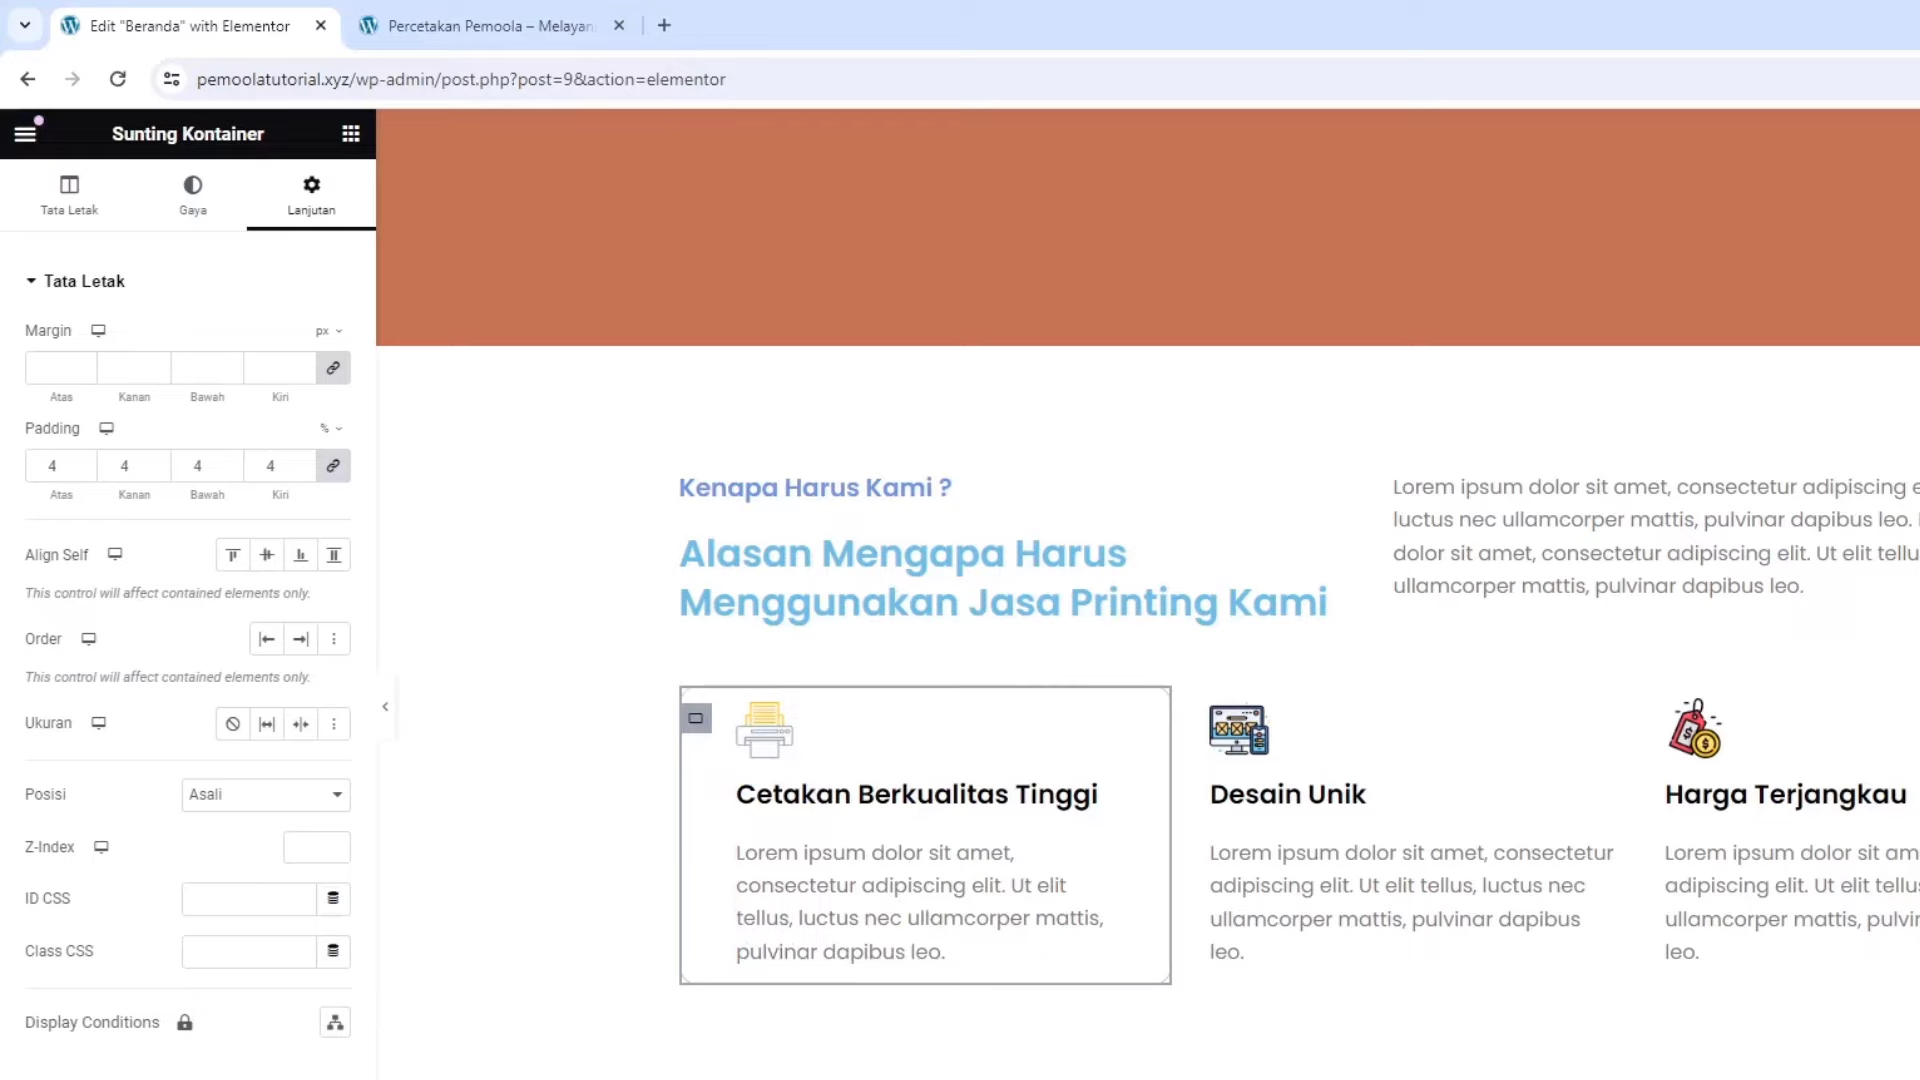 Edit "Beranda" with Elementor
Percetakan Pemoola – Melayan
pemoolatutorial.xyz/wp-admin/post.php?post=9&action=elementor
Sunting Kontainer
Tata Letak
Gaya
Lanjutan
Tata Letak
Margin
px
Atas
Kanan
Bawah
Kiri
Padding
%
4
4
4
4
Atas
Kanan
Bawah
Kiri
Align Self
This control will affect contained elements only.
Order
This control will affect contained elements only.
Ukuran
Posisi
Asali
Z-Index
ID CSS
Class CSS
Display Conditions
Kenapa Harus Kami ?
Alasan Mengapa Harus
Menggunakan Jasa Printing Kami
Lorem ipsum dolor sit amet, consectetur adipiscing e
luctus nec ullamcorper mattis, pulvinar dapibus leo.
dolor sit amet, consectetur adipiscing elit. Ut elit tellu
ullamcorper mattis, pulvinar dapibus leo.
Cetakan Berkualitas Tinggi
Lorem ipsum dolor sit amet,
consectetur adipiscing elit. Ut elit
tellus, luctus nec ullamcorper mattis,
pulvinar dapibus leo.
Desain Unik
Lorem ipsum dolor sit amet, consectetur
adipiscing elit. Ut elit tellus, luctus nec
ullamcorper mattis, pulvinar dapibus
leo.
Harga Terjangkau
Lorem ipsum dolor sit am
adipiscing elit. Ut elit tellu
ullamcorper mattis, pulvin
leo.